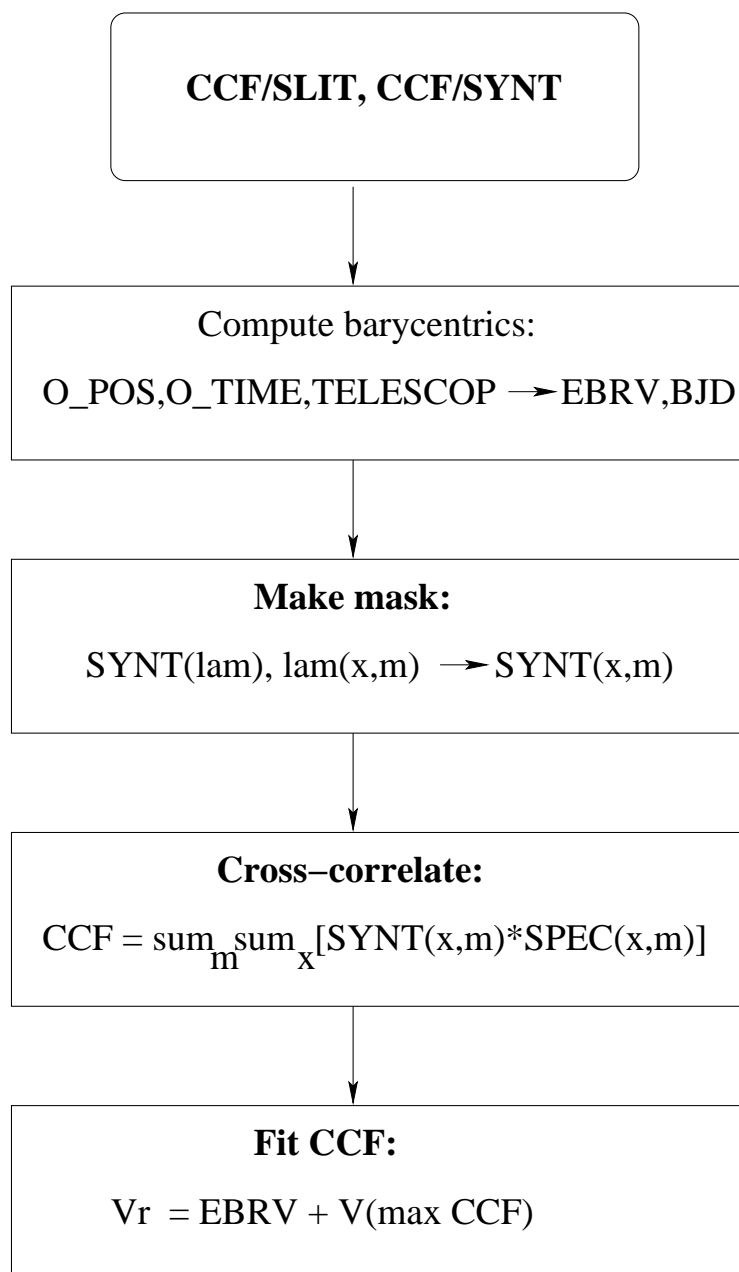 CCF/SLIT, CCF/SYNT
Compute barycentrics:
O_POS,O_TIME,TELESCOP → EBRV,BJD
Make mask:
SYNT(lam), lam(x,m) → SYNT(x,m)
Cross−correlate:
CCF = sum_m sum_x [SYNT(x,m)*SPEC(x,m)]
Fit CCF:
Vr = EBRV + V(max CCF)